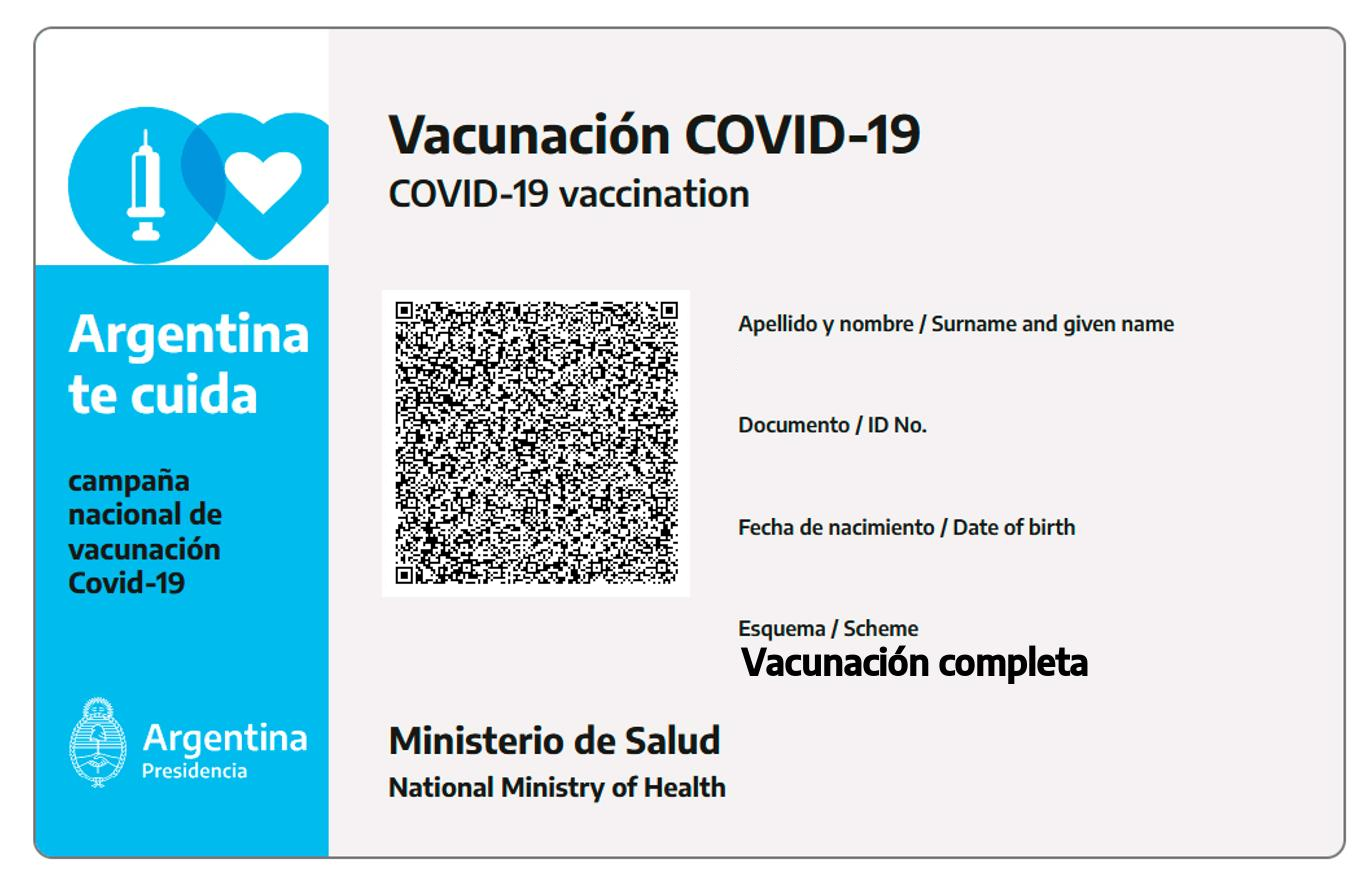 Argentina
te cuida
campaña
nacional de
vacunación
Covid-19
Argentina
Presidencia
Vacunación COVID-19
COVID-19 vaccination
Apellido y nombre / Surname and given name
Documento / ID No.
Fecha de nacimiento / Date of birth
Esquema / Scheme
Vacunación completa
Ministerio de Salud
National Ministry of Health